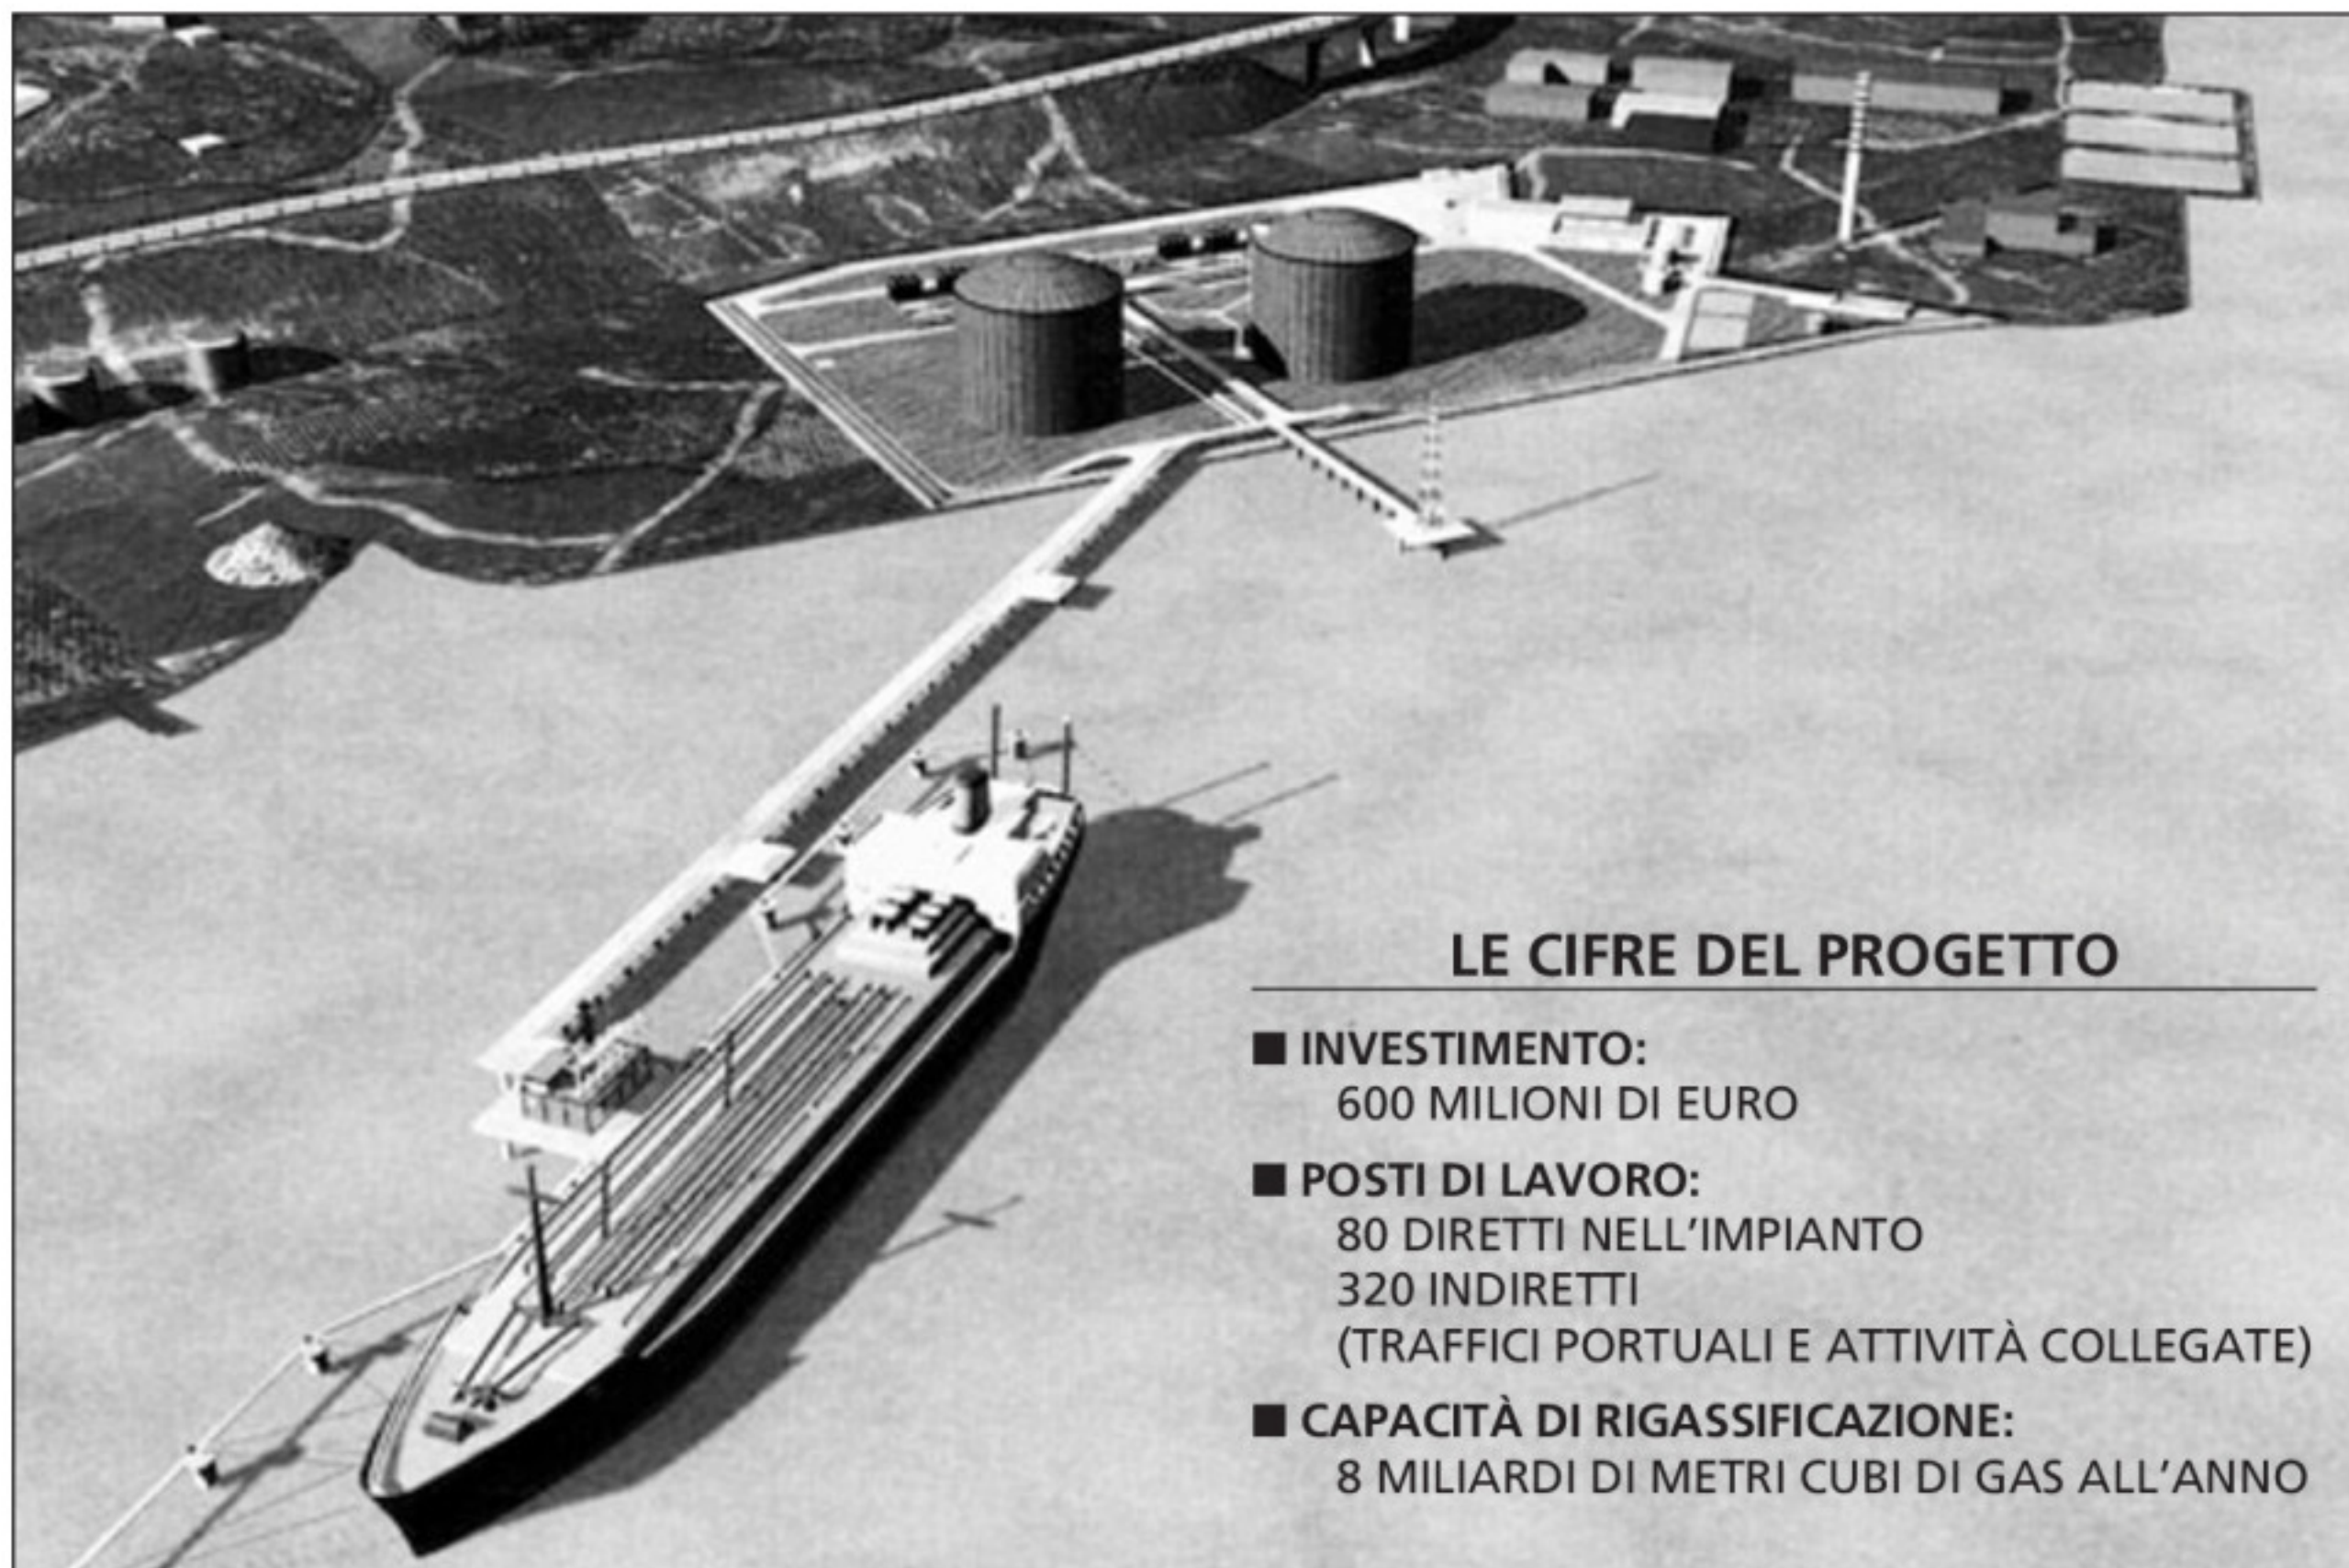 LE CIFRE DEL PROGETTO
■ INVESTIMENTO:
600 MILIONI DI EURO
■ POSTI DI LAVORO:
80 DIRETTI NELL’IMPIANTO
320 INDIRETTI
(TRAFFICI PORTUALI E ATTIVITÀ COLLEGATE)
■ CAPACITÀ DI RIGASSIFICAZIONE:
8 MILIARDI DI METRI CUBI DI GAS ALL’ANNO